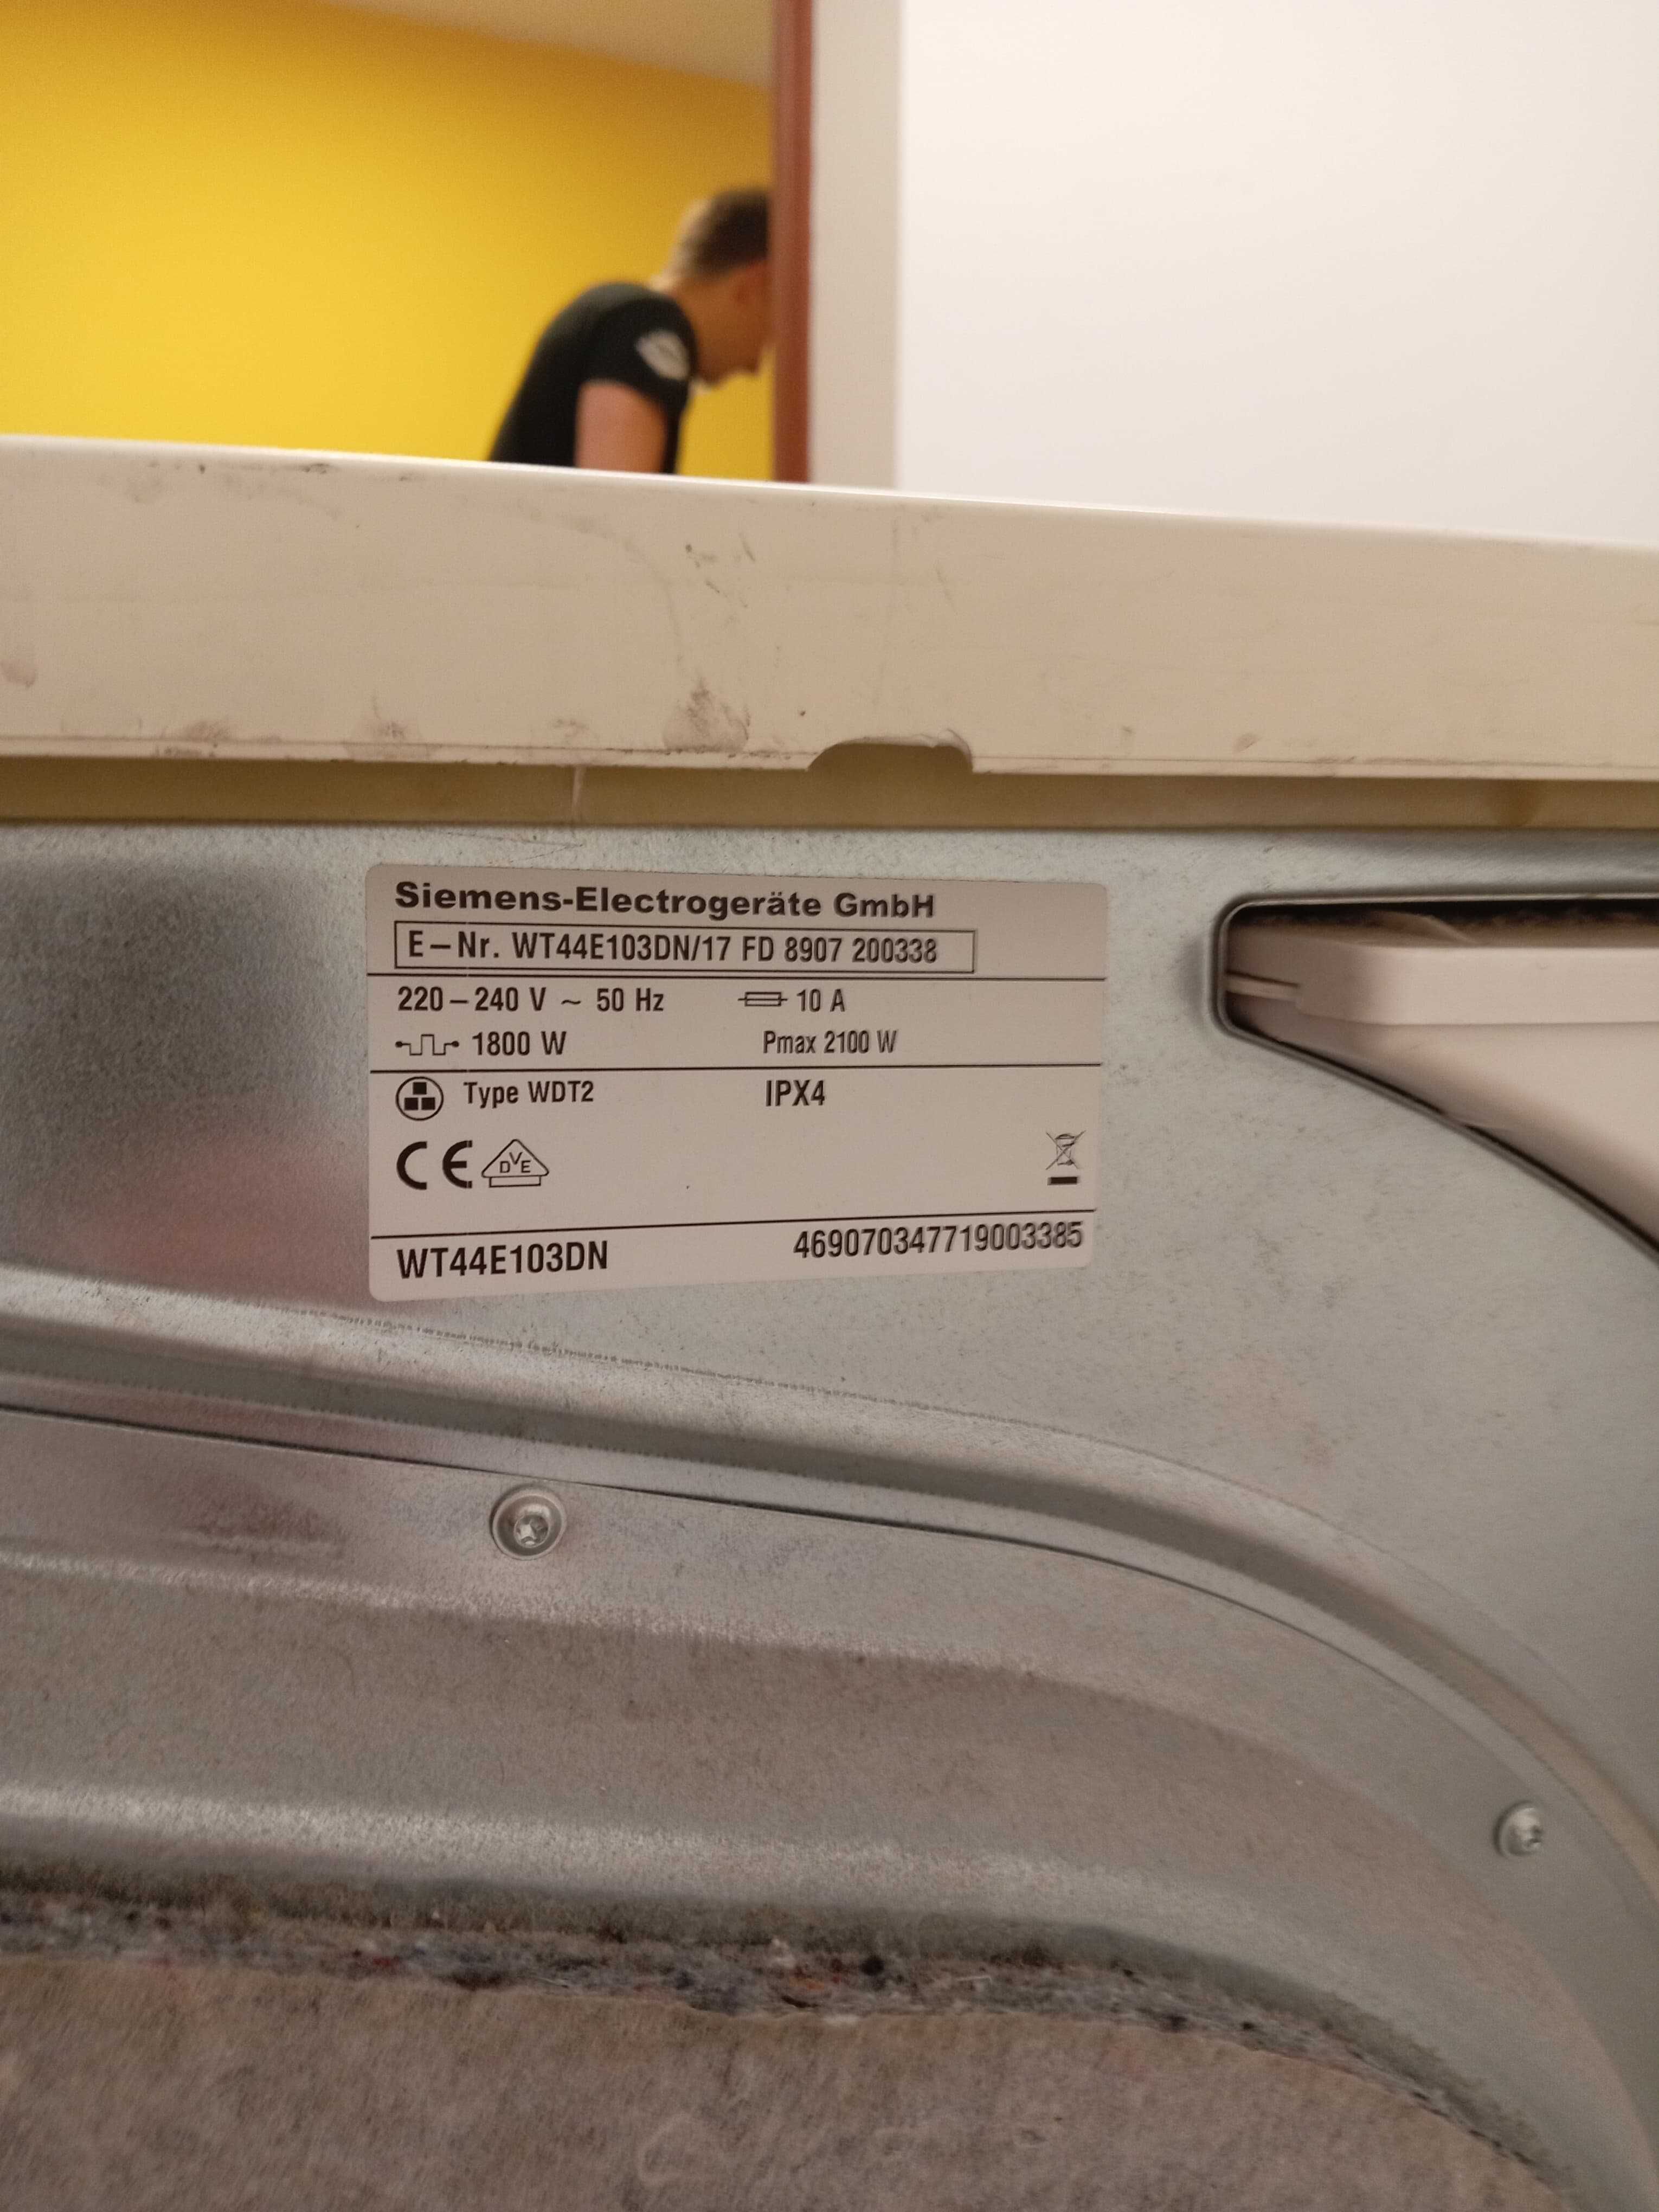 Siemens-Electrogeräte GmbH
E–Nr. WT44E103DN/17 FD 8907 200338
220–240 V ~ 50 Hz 10 A
1800 W Pmax 2100 W
Type WDT2 IPX4
CE DVE
WT44E103DN 469070347719003385